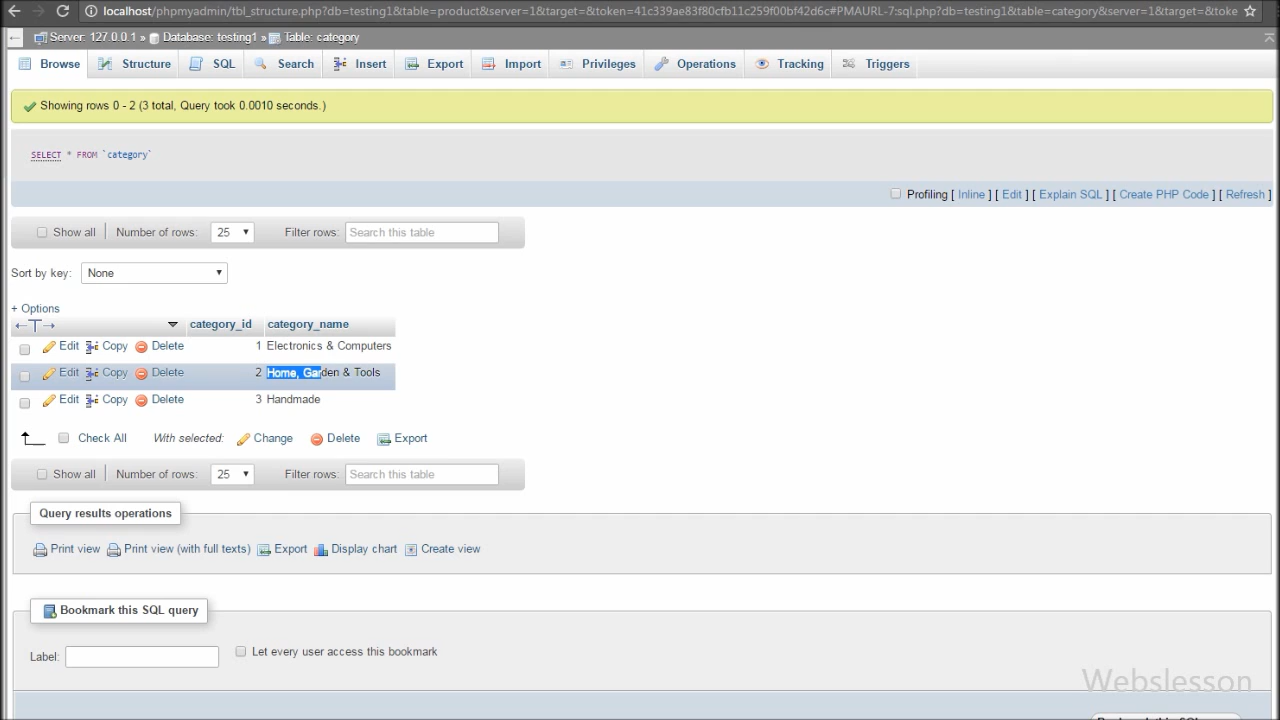 localhost/phpmyadmin/tbl_structure.php?db=testing1&table=product&server=1&target=&token=41c339ae83f80cfb11c259f00bf42d6c#PMAURL-7:sql.php?db=testing1&table=category&server=1&target=&toke
Server: 127.0.0.1 » Database: testing1 » Table: category
Browse Structure SQL Search Insert Export Import Privileges Operations Tracking Triggers
Showing rows 0 - 2 (3 total, Query took 0.0010 seconds.)
SELECT * FROM `category`
Profiling [ Inline ] [ Edit ] [ Explain SQL ] [ Create PHP Code ] [ Refresh ]
Show all Number of rows: 25 Filter rows: Search this table
Sort by key: None
+ Options
category_id category_name
Edit Copy Delete 1 Electronics & Computers
Edit Copy Delete 2 Home, Garden & Tools
Edit Copy Delete 3 Handmade
Check All With selected: Change Delete Export
Show all Number of rows: 25 Filter rows: Search this table
Query results operations
Print view Print view (with full texts) Export Display chart Create view
Bookmark this SQL query
Label: Let every user access this bookmark
Webslesson